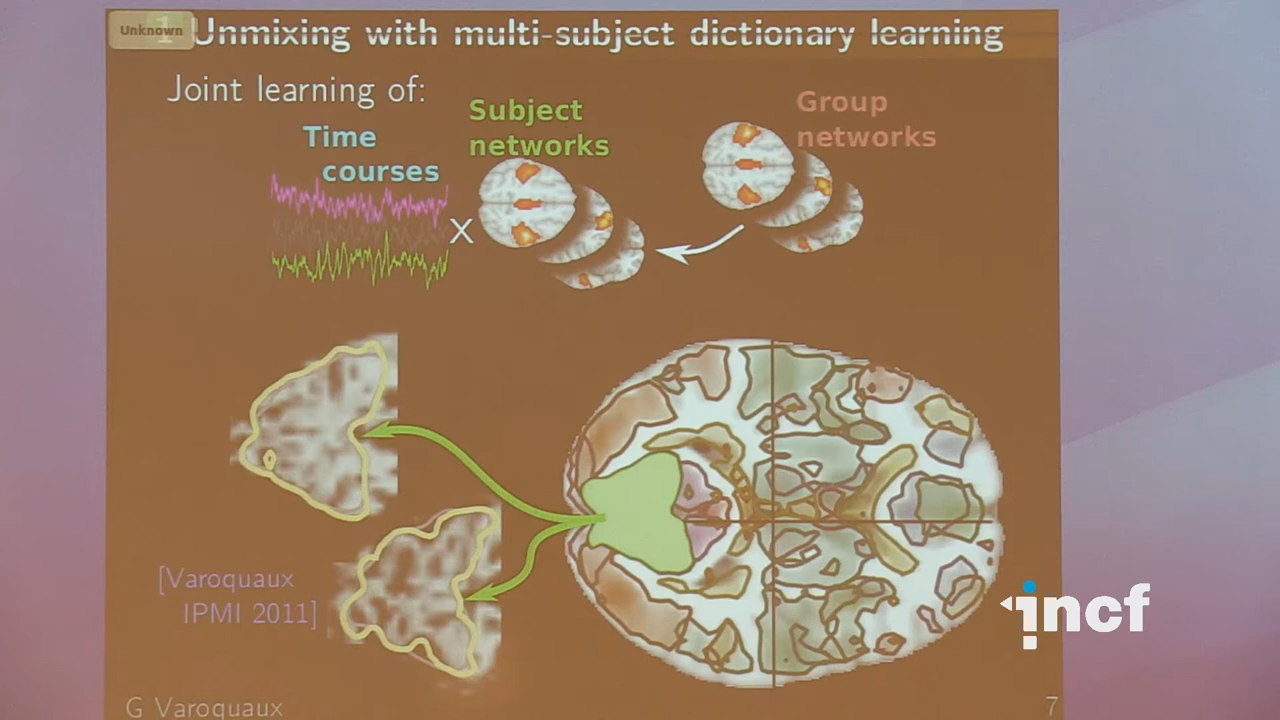 Unknown
1 Unmixing with multi-subject dictionary learning
Joint learning of:
Time
courses
X
Subject
networks
Group
networks
[Varoquaux
IPMI 2011]
incf
G Varoquaux
7